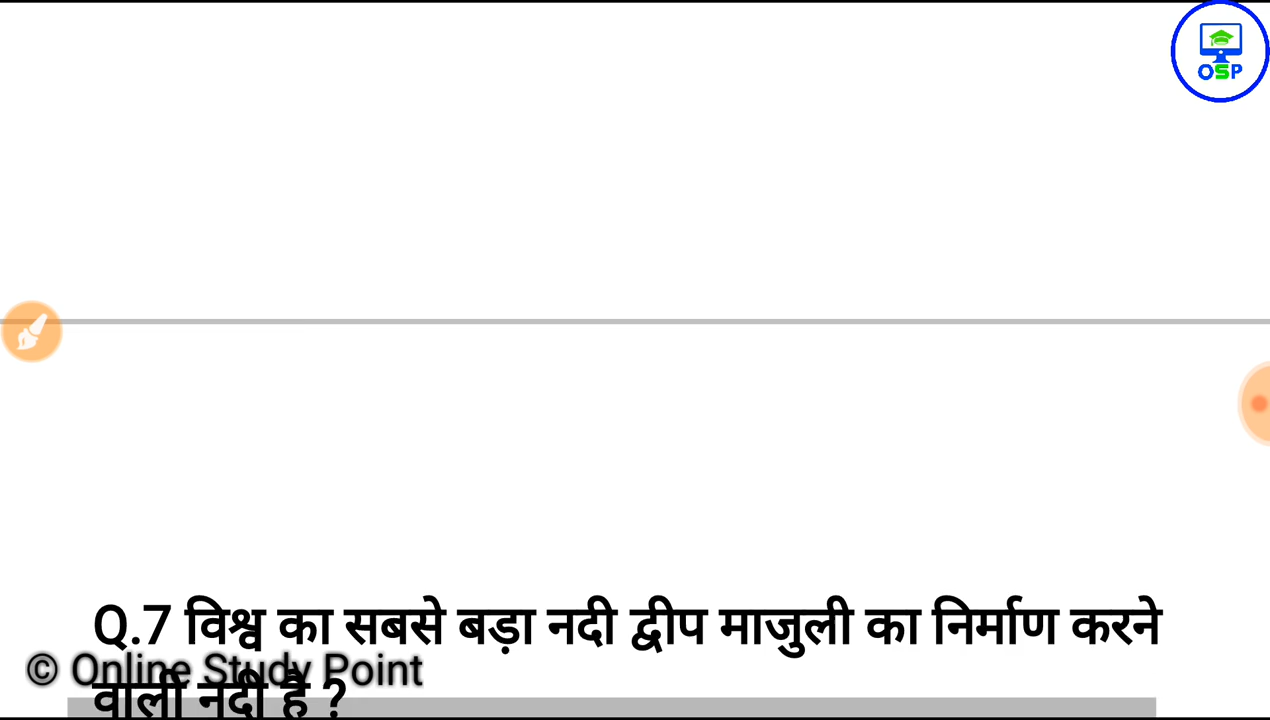 OSP
Q.7 विश्व का सबसे बड़ा नदी द्वीप माजुली का निर्माण करने
© Online Study Point
वाली नदी है ?